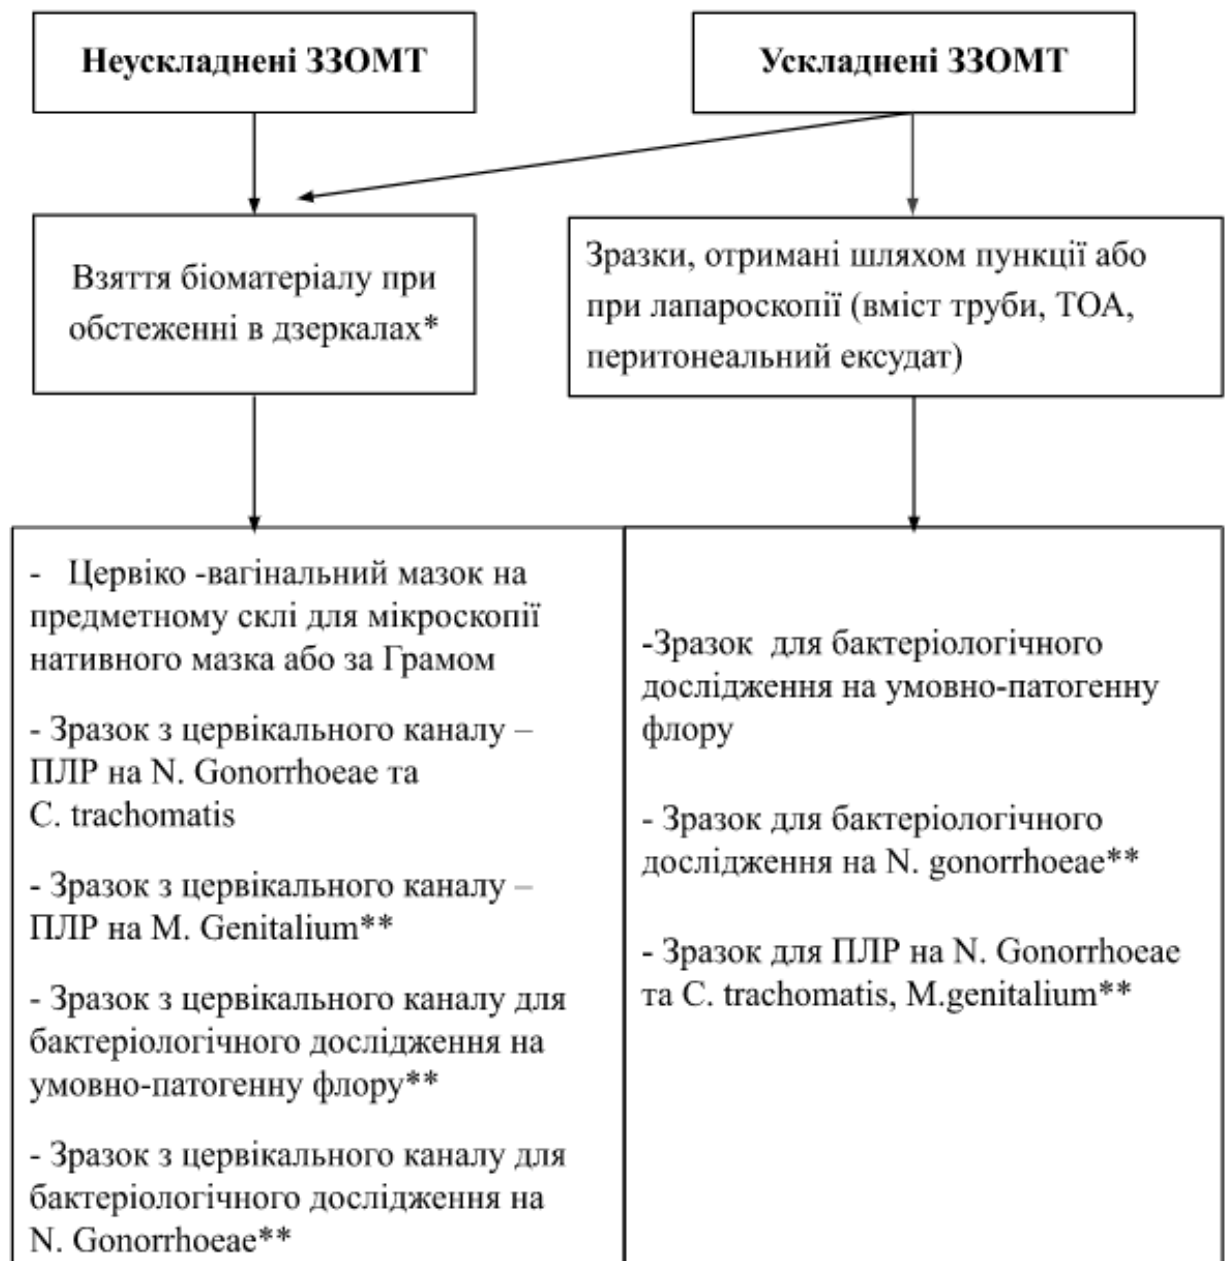 Неускладнені ЗЗОМТ
Ускладнені ЗЗОМТ
Взяття біоматеріалу при
обстеженні в дзеркалах*
Зразки, отримані шляхом пункції або
при лапароскопії (вміст труби, ТОА,
перитонеальний ексудат)
- Цервіко -вагінальний мазок на
предметному склі для мікроскопії
нативного мазка або за Грамом
- Зразок з цервікального каналу –
ПЛР на N. Gonorrhoeae та
C. trachomatis
- Зразок з цервікального каналу –
ПЛР на M. Genitalium**
- Зразок з цервікального каналу для
бактеріологічного дослідження на
умовно-патогенну флору**
- Зразок з цервікального каналу для
бактеріологічного дослідження на
N. Gonorrhoeae**
-Зразок для бактеріологічного
дослідження на умовно-патогенну
флору
- Зразок для бактеріологічного
дослідження на N. gonorrhoeae**
- Зразок для ПЛР на N. Gonorrhoeae
та C. trachomatis, M.genitalium**